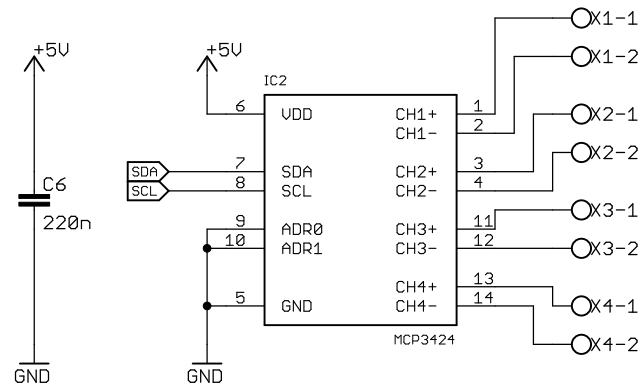 +5V
C6
220n
GND
+5V
IC2
6 VDD CH1+ 1 X1-1
CH1- 2 X1-2
SDA 7 SDA CH2+ 3 X2-1
SCL 8 SCL CH2- 4 X2-2
9 ADR0 CH3+ 11 X3-1
10 ADR1 CH3- 12 X3-2
CH4+ 13 X4-1
5 GND CH4- 14 X4-2
MCP3424
GND